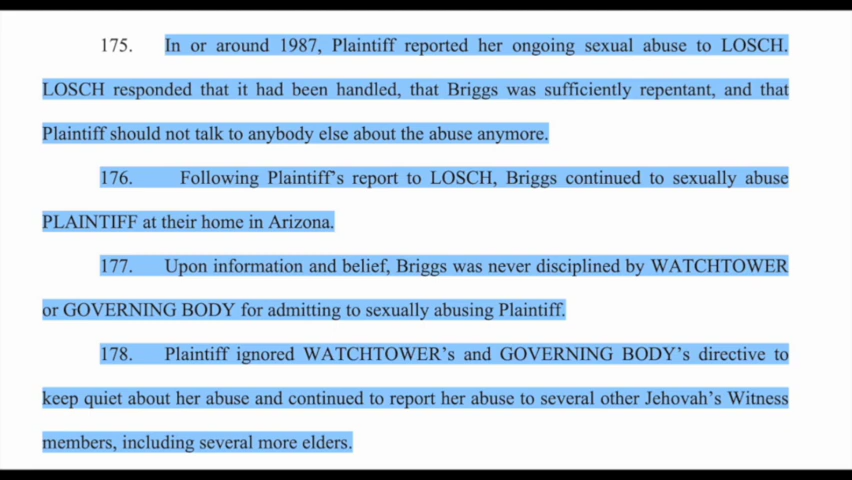 175. In or around 1987, Plaintiff reported her ongoing sexual abuse to LOSCH.
LOSCH responded that it had been handled, that Briggs was sufficiently repentant, and that
Plaintiff should not talk to anybody else about the abuse anymore.
176. Following Plaintiff's report to LOSCH, Briggs continued to sexually abuse
PLAINTIFF at their home in Arizona.
177. Upon information and belief, Briggs was never disciplined by WATCHTOWER
or GOVERNING BODY for admitting to sexually abusing Plaintiff.
178. Plaintiff ignored WATCHTOWER's and GOVERNING BODY's directive to
keep quiet about her abuse and continued to report her abuse to several other Jehovah's Witness
members, including several more elders.